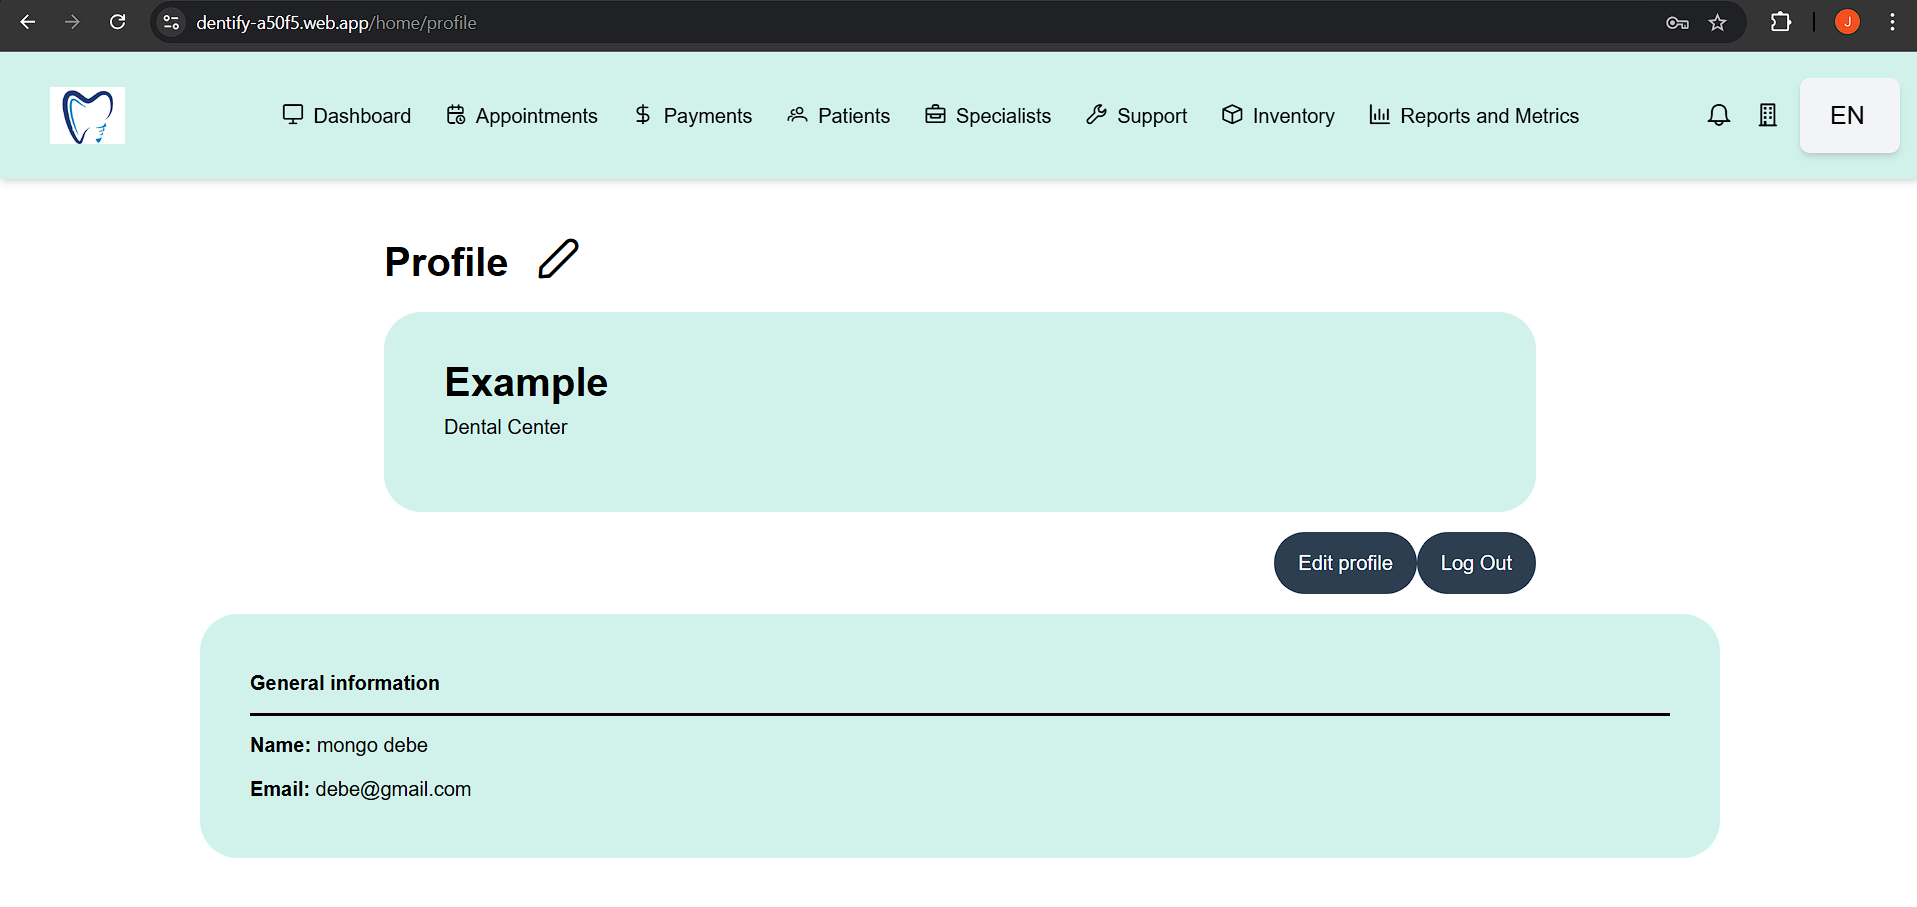 dentify-a50f5.web.app/home/profile
J
Dashboard Appointments Payments Patients Specialists Support Inventory Reports and Metrics EN
Profile
Example
Dental Center
Edit profile Log Out
General information
Name: mongo debe
Email: debe@gmail.com